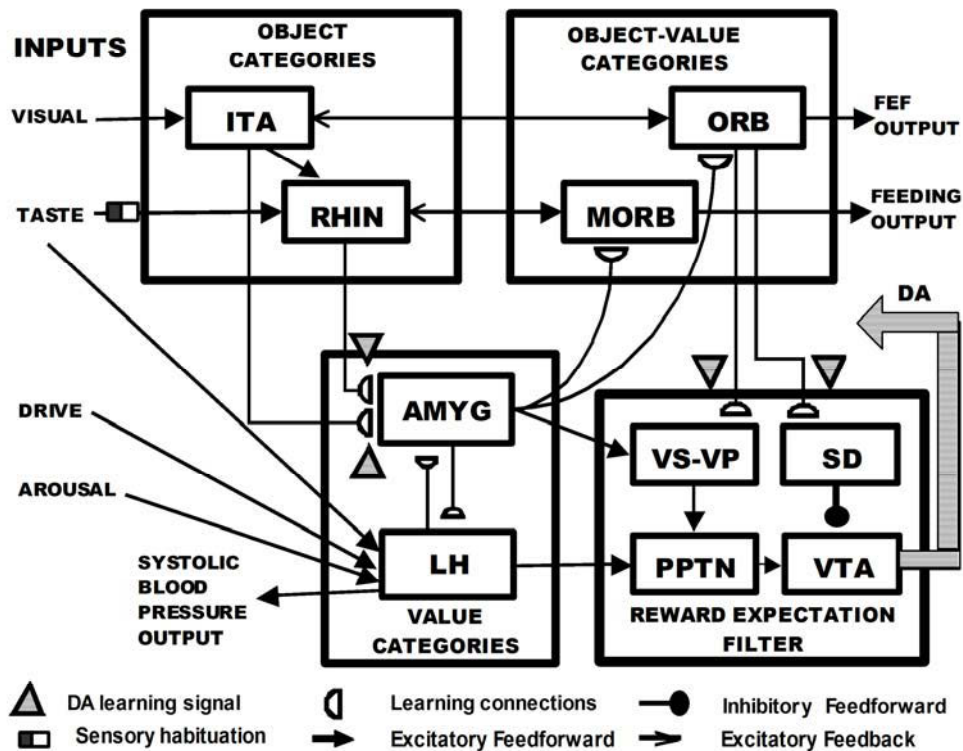 INPUTS
OBJECT
CATEGORIES
OBJECT-VALUE
CATEGORIES
VISUAL
ITA
ORB
FEF
OUTPUT
TASTE
RHIN
MORB
FEEDING
OUTPUT
DA
DRIVE
AMYG
VS-VP
SD
AROUSAL
LH
PPTN
VTA
SYSTOLIC
BLOOD
PRESSURE
OUTPUT
VALUE
CATEGORIES
REWARD EXPECTATION
FILTER
DA learning signal
Learning connections
Inhibitory Feedforward
Sensory habituation
Excitatory Feedforward
Excitatory Feedback